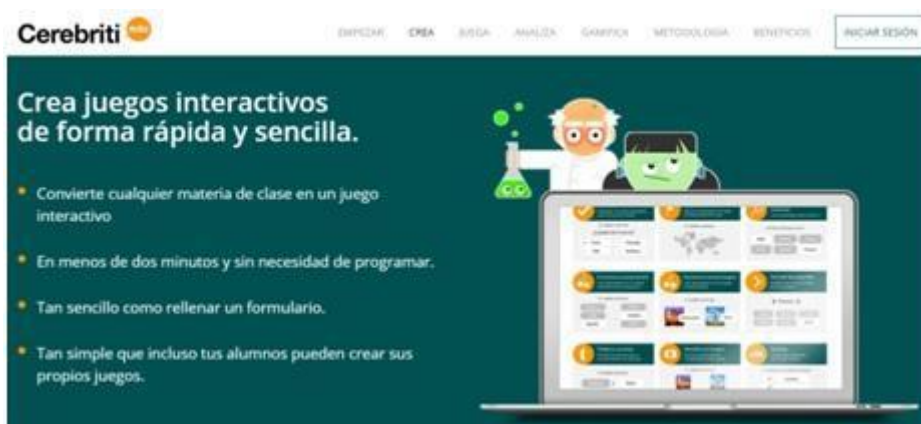 Cerebriti edu
EMPEZAR CREA JUEGA ANALIZA GAMIFICA METODOLOGÍA BENEFICIOS INICIAR SESIÓN
Crea juegos interactivos
de forma rápida y sencilla.
Convierte cualquier materia de clase en un juego
interactivo
En menos de dos minutos y sin necesidad de programar.
Tan sencillo como rellenar un formulario.
Tan simple que incluso tus alumnos pueden crear sus
propios juegos.